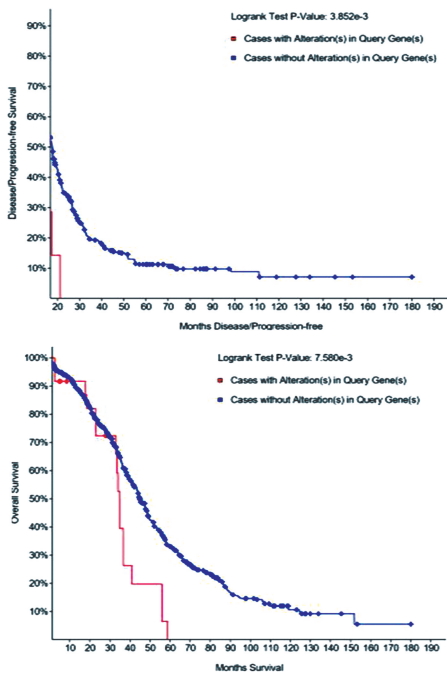 Logrank Test P-Value: 3.852e-3
Cases with Alteration(s) in Query Gene(s)
Cases without Alteration(s) in Query Gene(s)
90%
80%
70%
60%
50%
40%
30%
20%
10%
Disease/Progression-free Survival
20 30 40 50 60 70 80 90 100 110 120 130 140 150 160 170 180 190
Months Disease/Progression-free
Logrank Test P-Value: 7.580e-3
Cases with Alteration(s) in Query Gene(s)
Cases without Alteration(s) in Query Gene(s)
100%
90%
80%
70%
60%
50%
40%
30%
20%
10%
Overall Survival
10 20 30 40 50 60 70 80 90 100 110 120 130 140 150 160 170 180 190
Months Survival